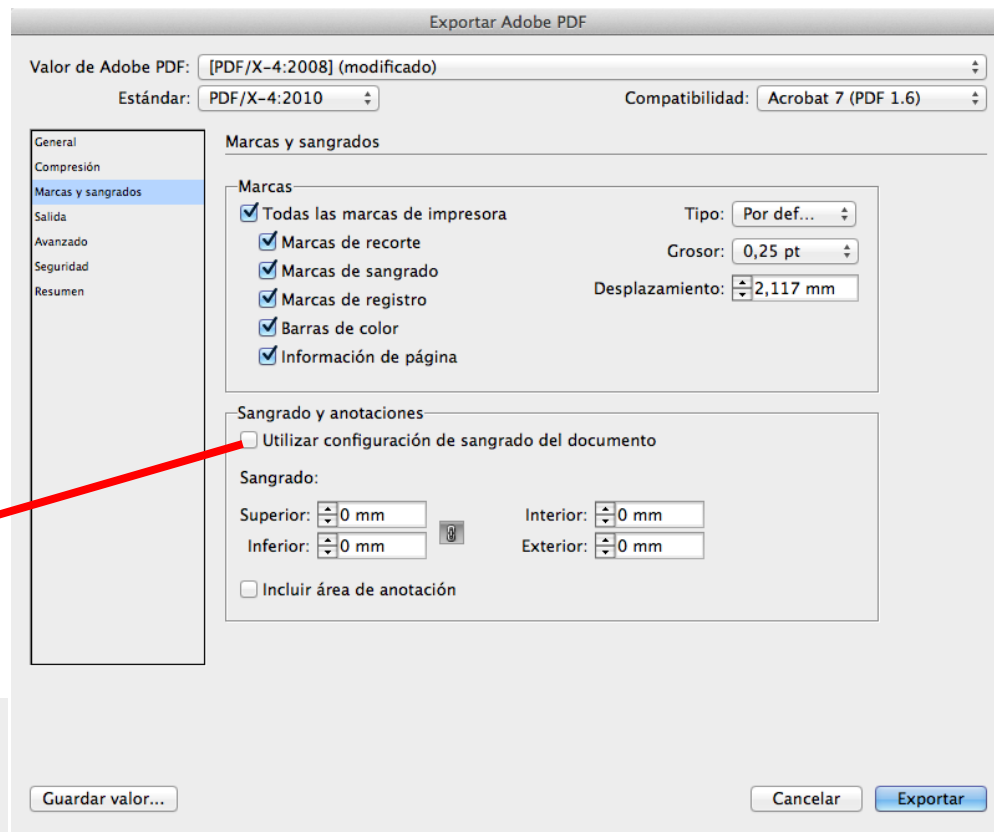 Exportar Adobe PDF
Valor de Adobe PDF: [PDF/X-4:2008] (modificado)
Estándar: PDF/X-4:2010 Compatibilidad: Acrobat 7 (PDF 1.6)
General
Compresión
Marcas y sangrados
Salida
Avanzado
Seguridad
Resumen
Marcas y sangrados
Marcas
Todas las marcas de impresora
Marcas de recorte
Marcas de sangrado
Marcas de registro
Barras de color
Información de página
Tipo: Por def...
Grosor: 0,25 pt
Desplazamiento: 2,117 mm
Sangrado y anotaciones
Utilizar configuración de sangrado del documento
Sangrado:
Superior: 0 mm Interior: 0 mm
Inferior: 0 mm Exterior: 0 mm
Incluir área de anotación
Guardar valor... Cancelar Exportar